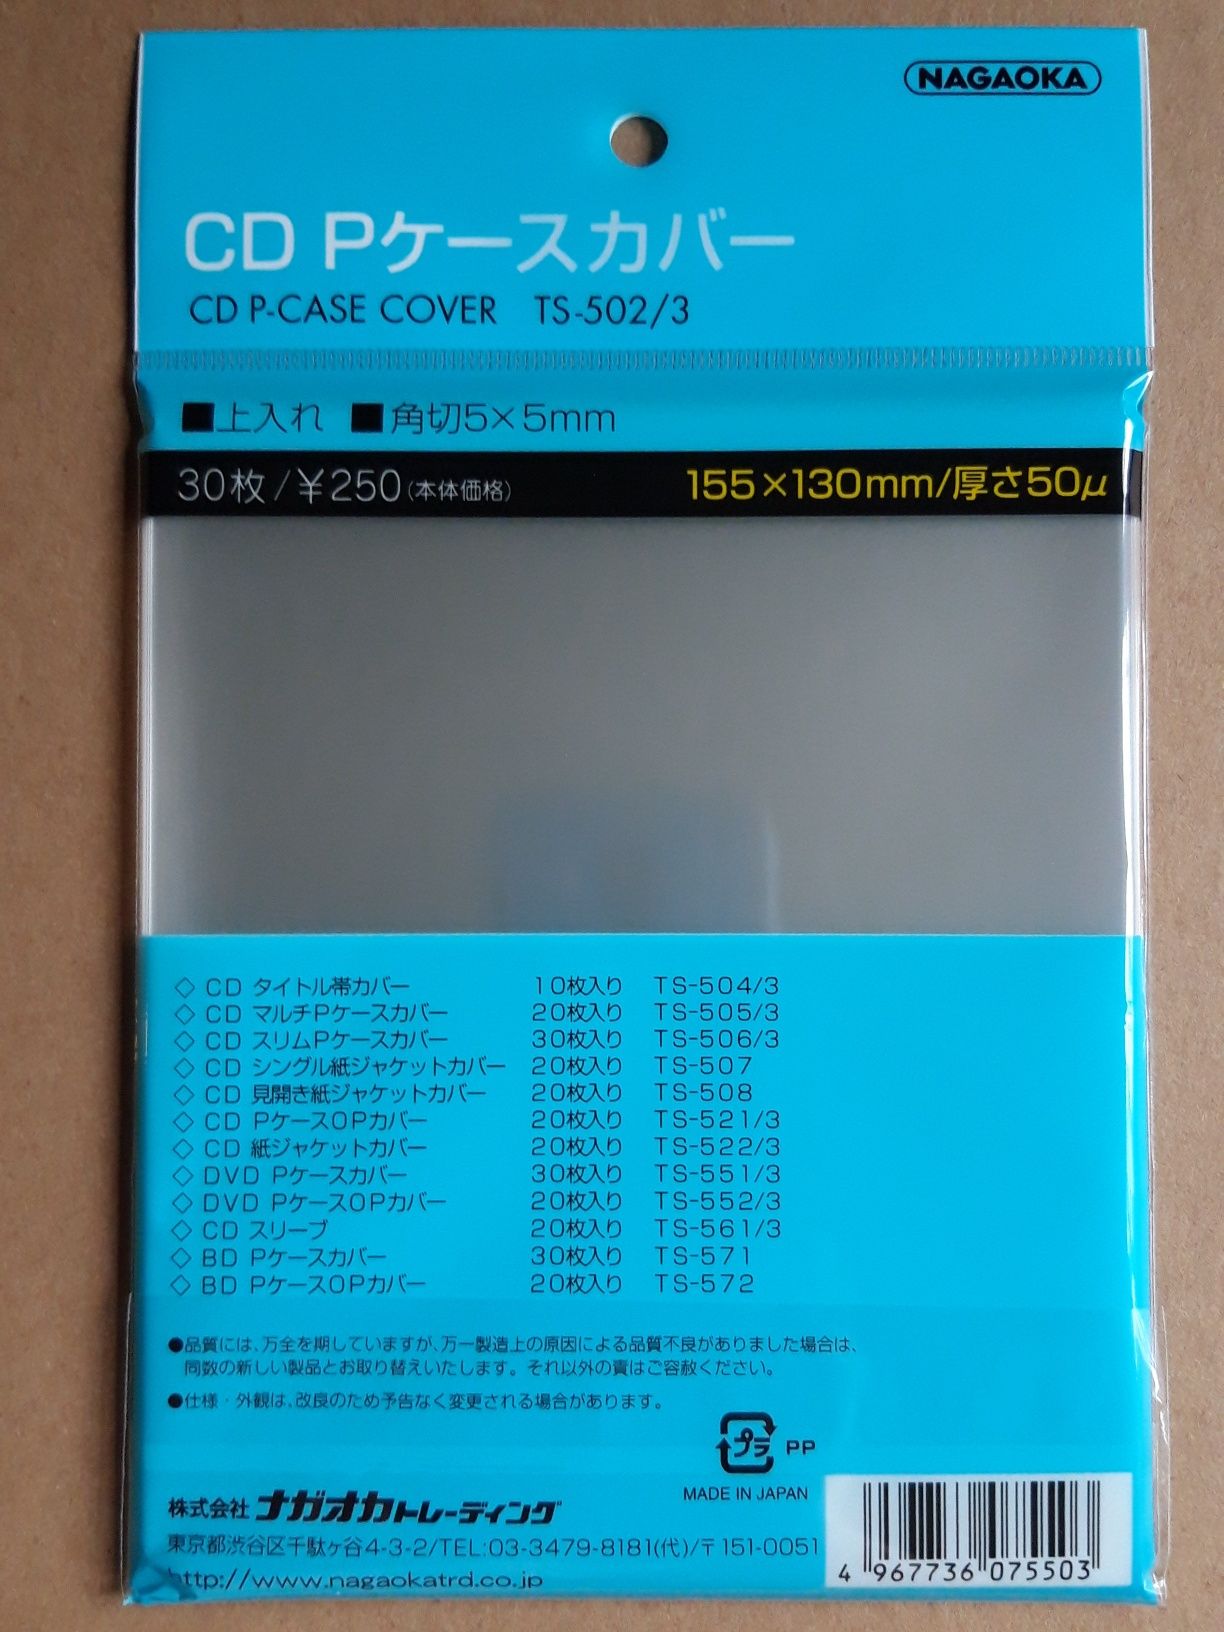 NAGAOKA
CD Pケースカバー
CD P-CASE COVER TS-502/3
■上入れ ■角切5×5mm
30枚/¥250(本体価格) 155×130mm/厚さ50μ
◇ CD タイトル帯カバー 10枚入り TS-504/3
◇ CD マルチPケースカバー 20枚入り TS-505/3
◇ CD スリムPケースカバー 30枚入り TS-506/3
◇ CD シングル紙ジャケットカバー 20枚入り TS-507
◇ CD 見開き紙ジャケットカバー 20枚入り TS-508
◇ CD PケースOPカバー 20枚入り TS-521/3
◇ CD 紙ジャケットカバー 20枚入り TS-522/3
◇ DVD Pケースカバー 30枚入り TS-551/3
◇ DVD PケースOPカバー 20枚入り TS-552/3
◇ CD スリーブ 20枚入り TS-561/3
◇ BD Pケースカバー 30枚入り TS-571
◇ BD PケースOPカバー 20枚入り TS-572
●品質には、万全を期していますが、万一製造上の原因による品質不良がありました場合は、
同数の新しい製品とお取り替えいたします。それ以外の責はご容赦ください。
●仕様・外観は、改良のため予告なく変更される場合があります。
プラ PP
MADE IN JAPAN
株式会社 ナガオカトレーディング
東京都渋谷区千駄ヶ谷4-3-2/TEL:03-3479-8181(代)/〒151-0051
http://www.nagaokatrd.co.jp
4 967736 075503